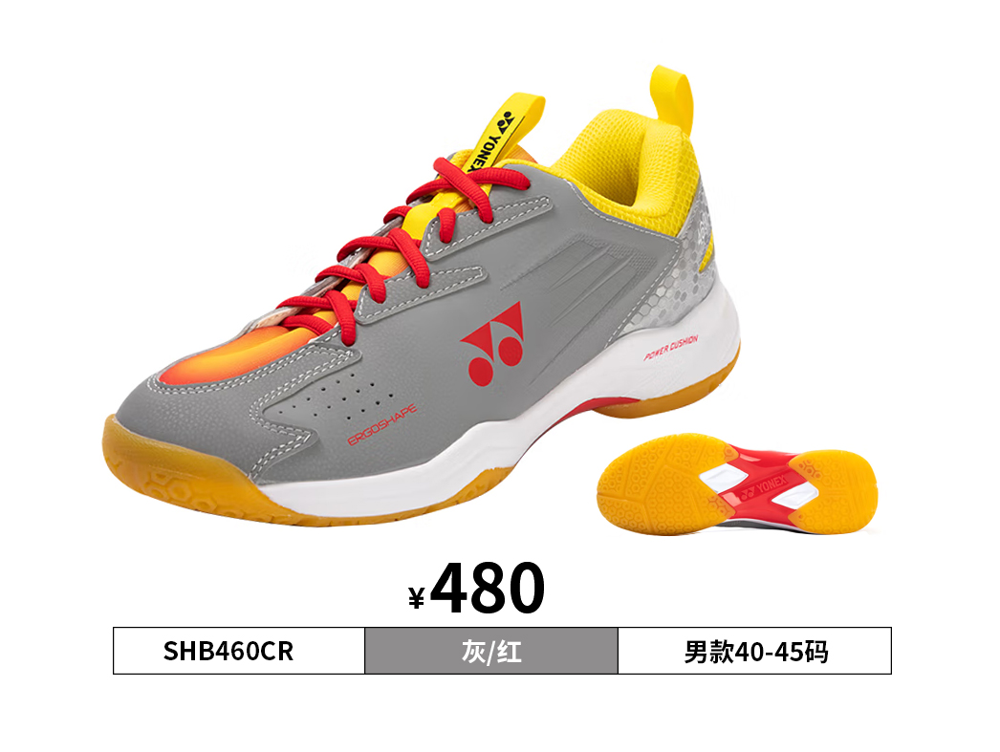 YONEX
POWER CUSHION
ERGOSHAPE
YONEX
¥480
SHB460CR
灰/红
男款40-45码